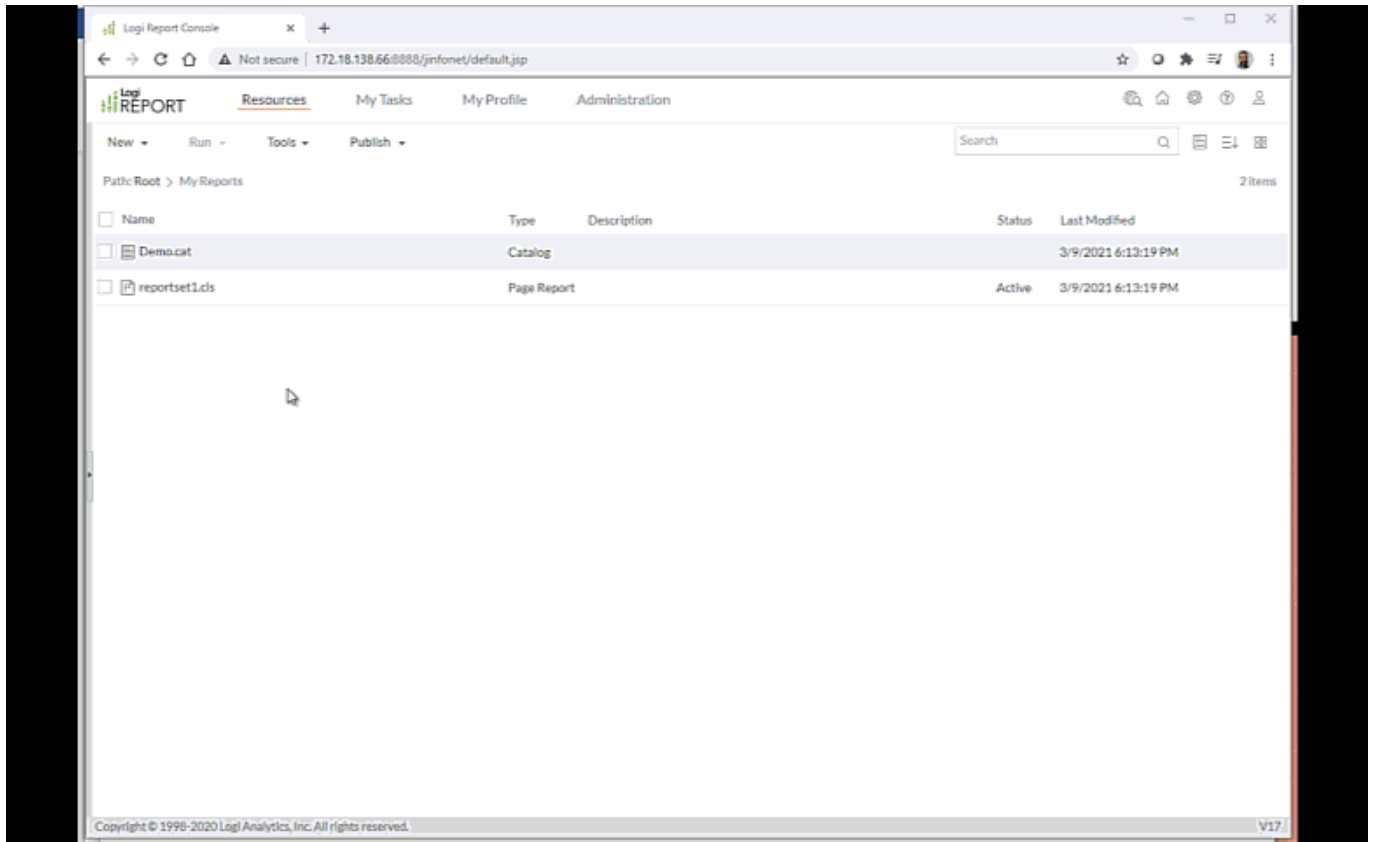 Logi Report Console
Not secure | 172.18.138.66:8888/jinfonet/default.jsp
Logi REPORT Resources My Tasks My Profile Administration
New Run Tools Publish Search
Path: Root > My Reports 2 items
Name Type Description Status Last Modified
Demo.cat Catalog 3/9/2021 6:13:19 PM
reportset1.cls Page Report Active 3/9/2021 6:13:19 PM
Copyright © 1998-2020 Logi Analytics, Inc. All rights reserved. V17